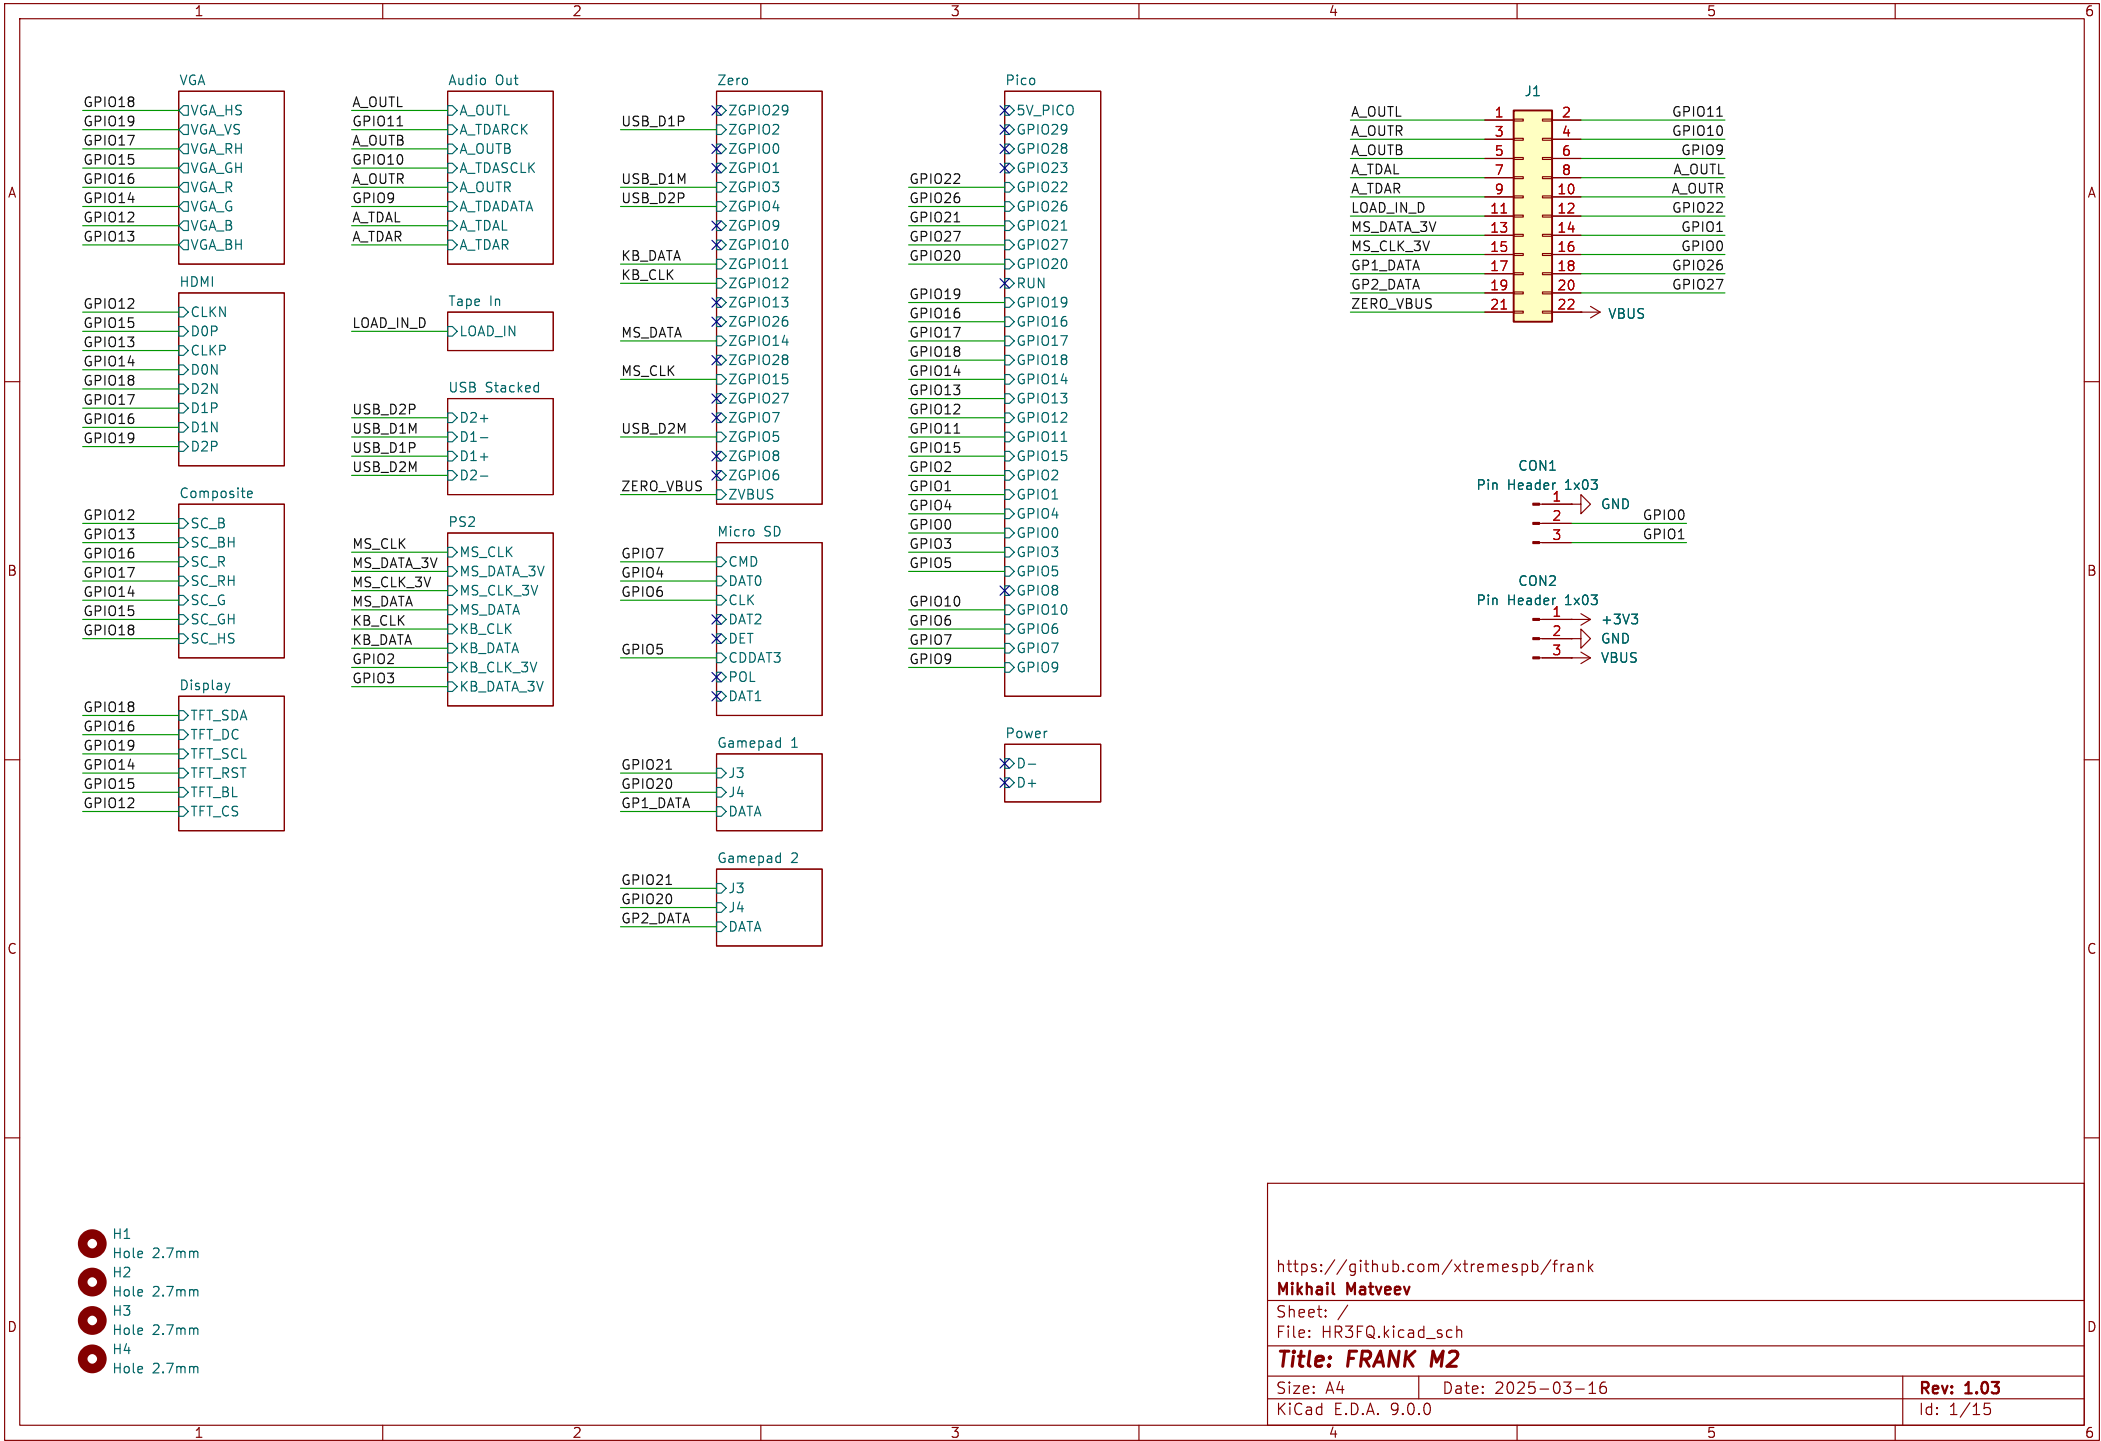 1 2 3 4 5 6
A
B
C
D
VGA
GPIO18 VGA_HS
GPIO19 VGA_VS
GPIO17 VGA_RH
GPIO15 VGA_GH
GPIO16 VGA_R
GPIO14 VGA_G
GPIO12 VGA_B
GPIO13 VGA_BH
HDMI
GPIO12 CLKN
GPIO15 D0P
GPIO13 CLKP
GPIO14 D0N
GPIO18 D2N
GPIO17 D1P
GPIO16 D1N
GPIO19 D2P
Composite
GPIO12 SC_B
GPIO13 SC_BH
GPIO16 SC_R
GPIO17 SC_RH
GPIO14 SC_G
GPIO15 SC_GH
GPIO18 SC_HS
Display
GPIO18 TFT_SDA
GPIO16 TFT_DC
GPIO19 TFT_SCL
GPIO14 TFT_RST
GPIO15 TFT_BL
GPIO12 TFT_CS
Audio Out
A_OUTL A_OUTL
GPIO11 A_TDARCK
A_OUTB A_OUTB
GPIO10 A_TDASCLK
A_OUTR A_OUTR
GPIO9 A_TDADATA
A_TDAL A_TDAL
A_TDAR A_TDAR
Tape In
LOAD_IN_D LOAD_IN
USB Stacked
USB_D2P D2+
USB_D1M D1-
USB_D1P D1+
USB_D2M D2-
PS2
MS_CLK MS_CLK
MS_DATA_3V MS_DATA_3V
MS_CLK_3V MS_CLK_3V
MS_DATA MS_DATA
KB_CLK KB_CLK
KB_DATA KB_DATA
GPIO2 KB_CLK_3V
GPIO3 KB_DATA_3V
Zero
ZGPIO29
USB_D1P ZGPIO2
ZGPIO0
ZGPIO1
USB_D1M ZGPIO3
USB_D2P ZGPIO4
ZGPIO9
ZGPIO10
KB_DATA ZGPIO11
KB_CLK ZGPIO12
ZGPIO13
ZGPIO26
MS_DATA ZGPIO14
ZGPIO28
MS_CLK ZGPIO15
ZGPIO27
ZGPIO7
USB_D2M ZGPIO5
ZGPIO8
ZGPIO6
ZERO_VBUS ZVBUS
Micro SD
GPIO7 CMD
GPIO4 DAT0
GPIO6 CLK
DAT2
DET
GPIO5 CDDAT3
POL
DAT1
Gamepad 1
GPIO21 J3
GPIO20 J4
GP1_DATA DATA
Gamepad 2
GPIO21 J3
GPIO20 J4
GP2_DATA DATA
Pico
5V_PICO
GPIO29
GPIO28
GPIO23
GPIO22 GPIO22
GPIO26 GPIO26
GPIO21 GPIO21
GPIO27 GPIO27
GPIO20 GPIO20
RUN
GPIO19 GPIO19
GPIO16 GPIO16
GPIO17 GPIO17
GPIO18 GPIO18
GPIO14 GPIO14
GPIO13 GPIO13
GPIO12 GPIO12
GPIO11 GPIO11
GPIO15 GPIO15
GPIO2 GPIO2
GPIO1 GPIO1
GPIO4 GPIO4
GPIO0 GPIO0
GPIO3 GPIO3
GPIO5 GPIO5
GPIO8
GPIO10 GPIO10
GPIO6 GPIO6
GPIO7 GPIO7
GPIO9 GPIO9
Power
D-
D+
J1
A_OUTL 1 2 GPIO11
A_OUTR 3 4 GPIO10
A_OUTB 5 6 GPIO9
A_TDAL 7 8 A_OUTL
A_TDAR 9 10 A_OUTR
LOAD_IN_D 11 12 GPIO22
MS_DATA_3V 13 14 GPIO1
MS_CLK_3V 15 16 GPIO0
GP1_DATA 17 18 GPIO26
GP2_DATA 19 20 GPIO27
ZERO_VBUS 21 22 VBUS
CON1
Pin Header 1x03
1 GND
2 GPIO0
3 GPIO1
CON2
Pin Header 1x03
1 +3V3
2 GND
3 VBUS
H1
Hole 2.7mm
H2
Hole 2.7mm
H3
Hole 2.7mm
H4
Hole 2.7mm
https://github.com/xtremespb/frank
Mikhail Matveev
Sheet: /
File: HR3FQ.kicad_sch
Title: FRANK M2
Size: A4 Date: 2025-03-16 Rev: 1.03
KiCad E.D.A. 9.0.0 Id: 1/15
A
B
C
D
1 2 3 4 5 6